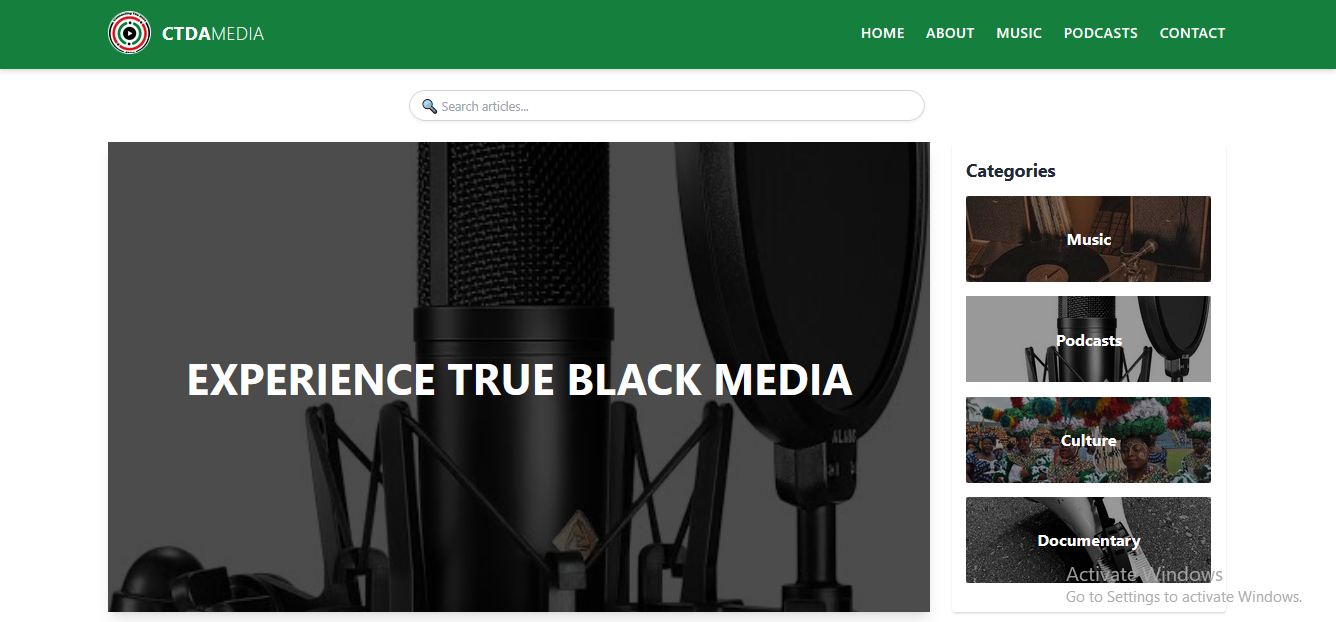 CTDAMEDIA
HOME ABOUT MUSIC PODCASTS CONTACT
Search articles...
EXPERIENCE TRUE BLACK MEDIA
Categories
Music
Podcasts
Culture
Documentary
Activate Windows
Go to Settings to activate Windows.